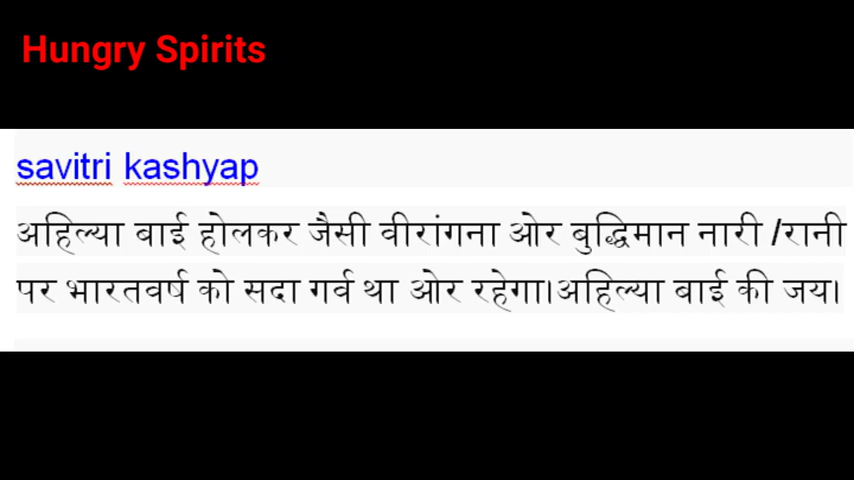 Hungry Spirits
savitri kashyap
अहिल्या बाई होलकर जैसी वीरांगना ओर बुद्धिमान नारी /रानी
पर भारतवर्ष को सदा गर्व था ओर रहेगा।अहिल्या बाई की जय।